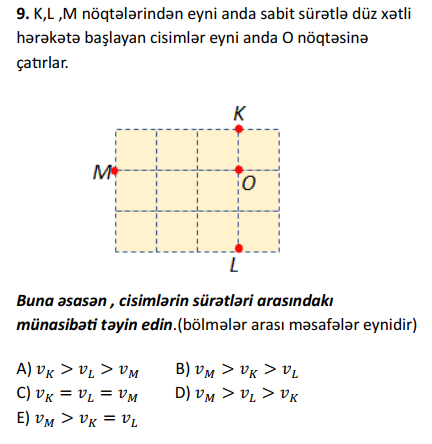 9. K,L ,M nöqtələrindən eyni anda sabit sürətlə düz xətli
hərəkətə başlayan cisimlər eyni anda O nöqtəsinə
çatırlar.
K
M
O
L
Buna əsasən , cisimlərin sürətləri arasındakı
münasibəti təyin edin.(bölmələr arası məsafələr eynidir)
A) v_K > v_L > v_M B) v_M > v_K > v_L
C) v_K = v_L = v_M D) v_M > v_L > v_K
E) v_M > v_K = v_L